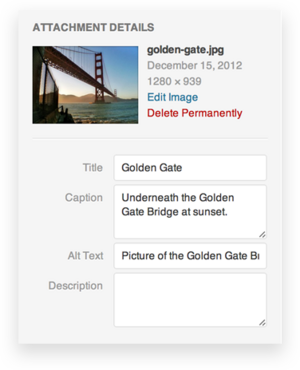 ATTACHMENT DETAILS
golden-gate.jpg
December 15, 2012
1280 × 939
Edit Image
Delete Permanently
Title
Golden Gate
Caption
Underneath the Golden
Gate Bridge at sunset.
Alt Text
Picture of the Golden Gate
Description